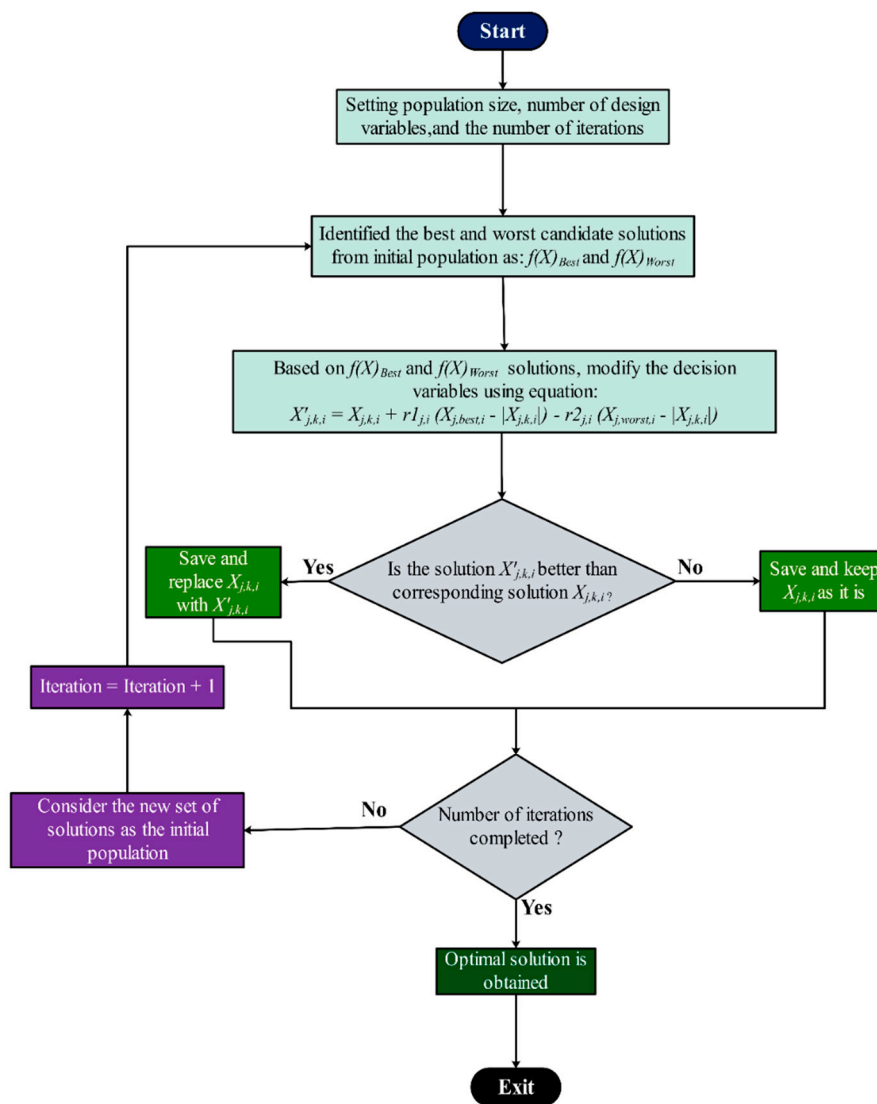 Start
Setting population size, number of design
variables,and the number of iterations
Identified the best and worst candidate solutions
from initial population as: f(X)Best and f(X)Worst
Based on f(X)Best and f(X)Worst solutions, modify the decision
variables using equation:
X'j,k,i = Xj,k,i + r1j,i (Xj,best,i - |Xj,k,i|) - r2j,i (Xj,worst,i - |Xj,k,i|)
Is the solution X'j,k,i better than
corresponding solution Xj,k,i?
Yes
No
Save and
replace Xj,k,i
with X'j,k,i
Save and keep
Xj,k,i as it is
Iteration = Iteration + 1
Consider the new set of
solutions as the initial
population
No
Number of iterations
completed ?
Yes
Optimal solution is
obtained
Exit